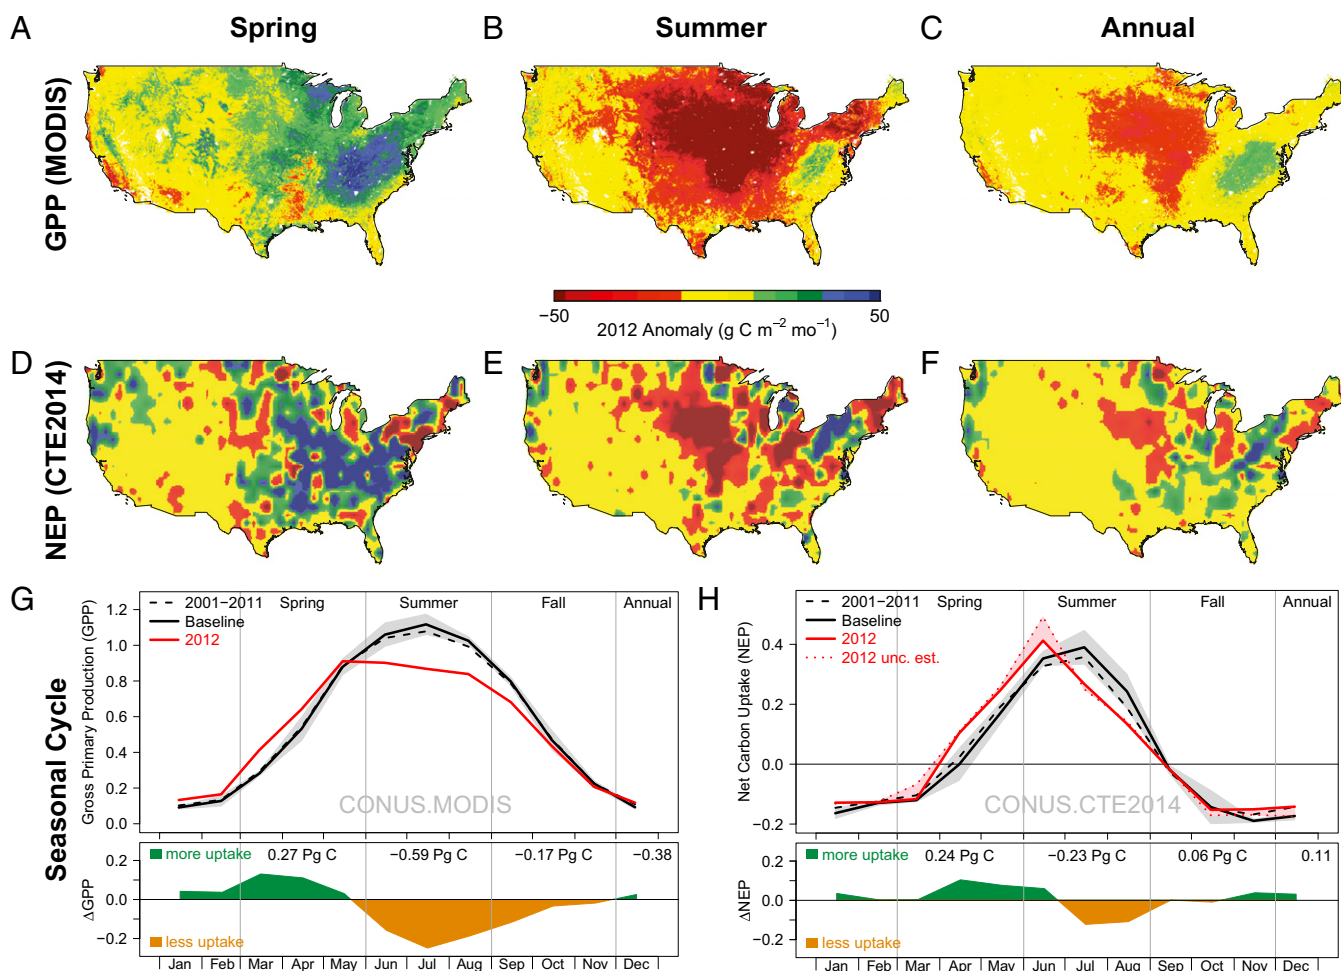 A Spring
B Summer
C Annual
GPP (MODIS)
−50 50
2012 Anomaly (g C m−2 mo−1)
D E F
NEP (CTE2014)
Seasonal Cycle
G
2001−2011
Baseline
2012
Spring Summer Fall Annual
Gross Primary Production (GPP)
1.2
1.0
0.8
0.6
0.4
0.2
0.0
CONUS.MODIS
more uptake 0.27 Pg C −0.59 Pg C −0.17 Pg C −0.38
less uptake
ΔGPP
0.2
0.0
−0.2
Jan Feb Mar Apr May Jun Jul Aug Sep Oct Nov Dec
H
2001−2011
Baseline
2012
2012 unc. est.
Spring Summer Fall Annual
Net Carbon Uptake (NEP)
0.4
0.2
0.0
−0.2
CONUS.CTE2014
more uptake 0.24 Pg C −0.23 Pg C 0.06 Pg C 0.11
less uptake
ΔNEP
0.2
0.0
−0.2
Jan Feb Mar Apr May Jun Jul Aug Sep Oct Nov Dec